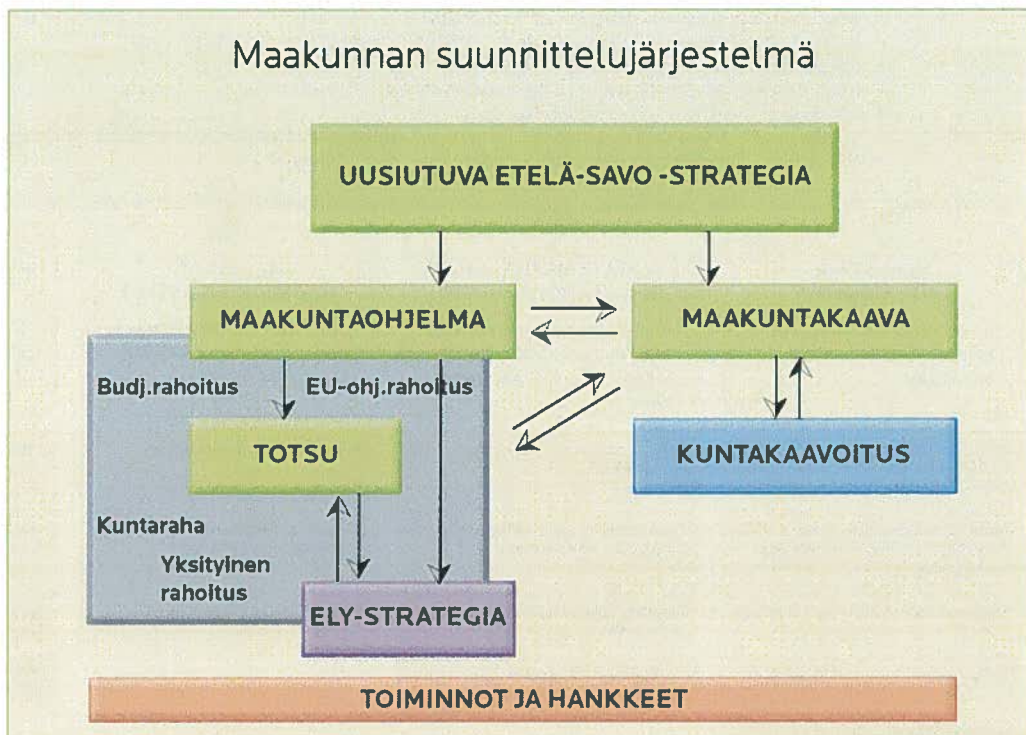 Maakunnan suunnittelujärjestelmä
UUSIUTUVA ETELÄ-SAVO -STRATEGIA
MAAKUNTAOHJELMA
MAAKUNTAKAAVA
Budj.rahoitus
EU-ohj.rahoitus
TOTSU
KUNTAKAAVOITUS
Kuntaraha
Yksityinen
rahoitus
ELY-STRATEGIA
TOIMINNOT JA HANKKEET